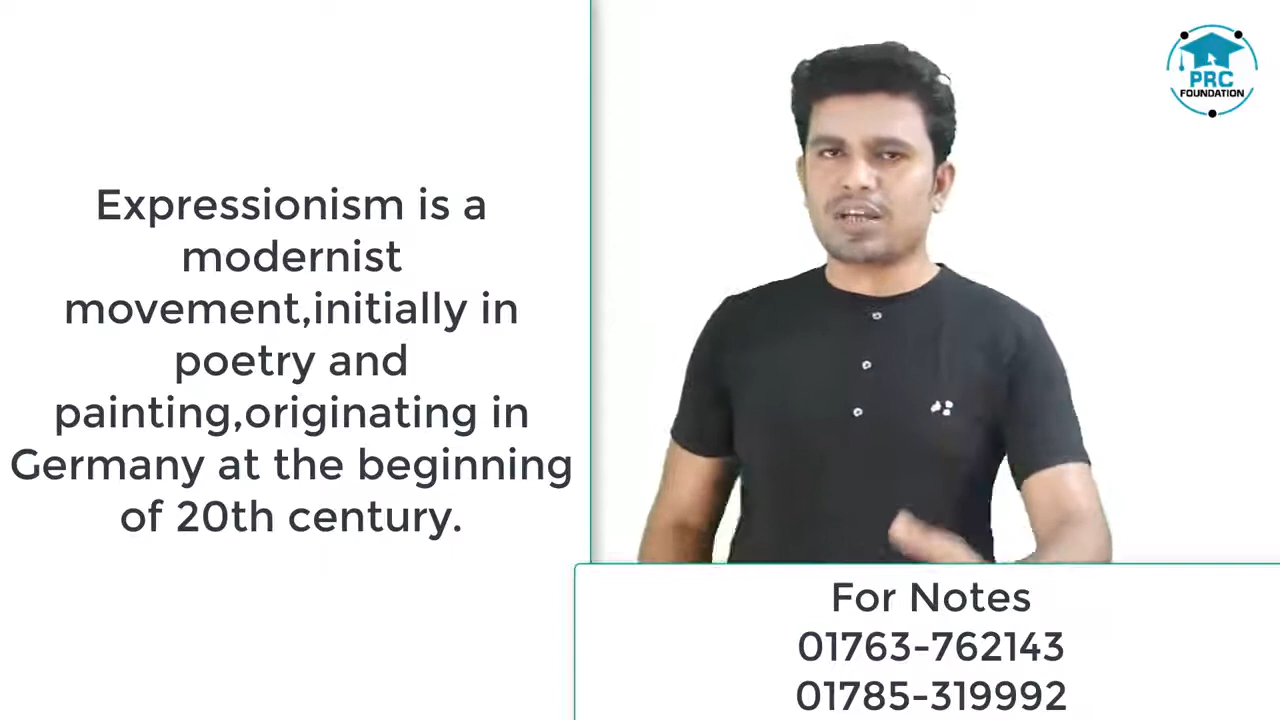 Expressionism is a
modernist
movement,initially in
poetry and
painting,originating in
Germany at the beginning
of 20th century.
PRC
FOUNDATION
For Notes
01763-762143
01785-319992